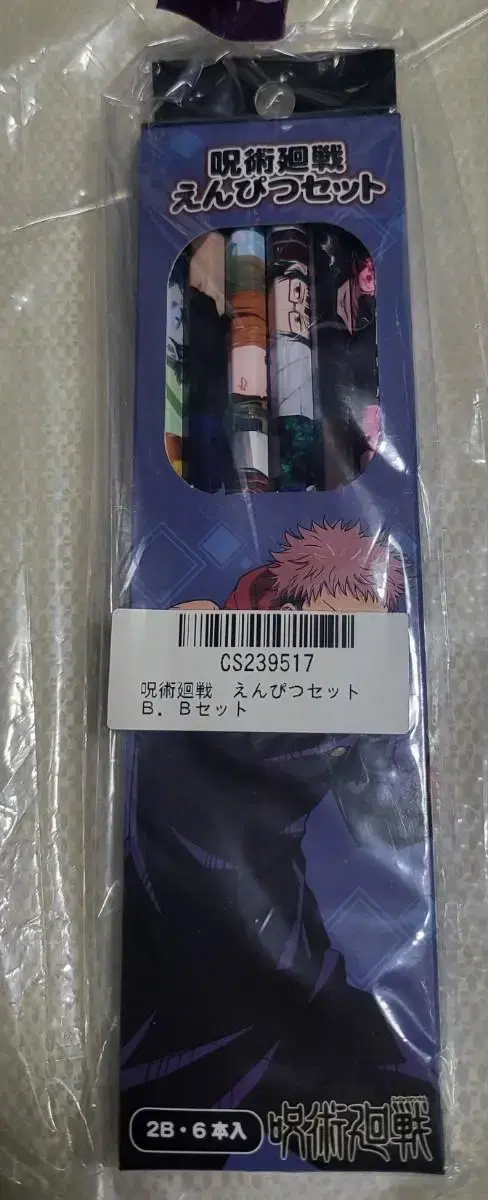 呪術廻戦
えんぴつセット
CS239517
呪術廻戦 えんぴつセット
B. Bセット
2B・6本入
呪術廻戦